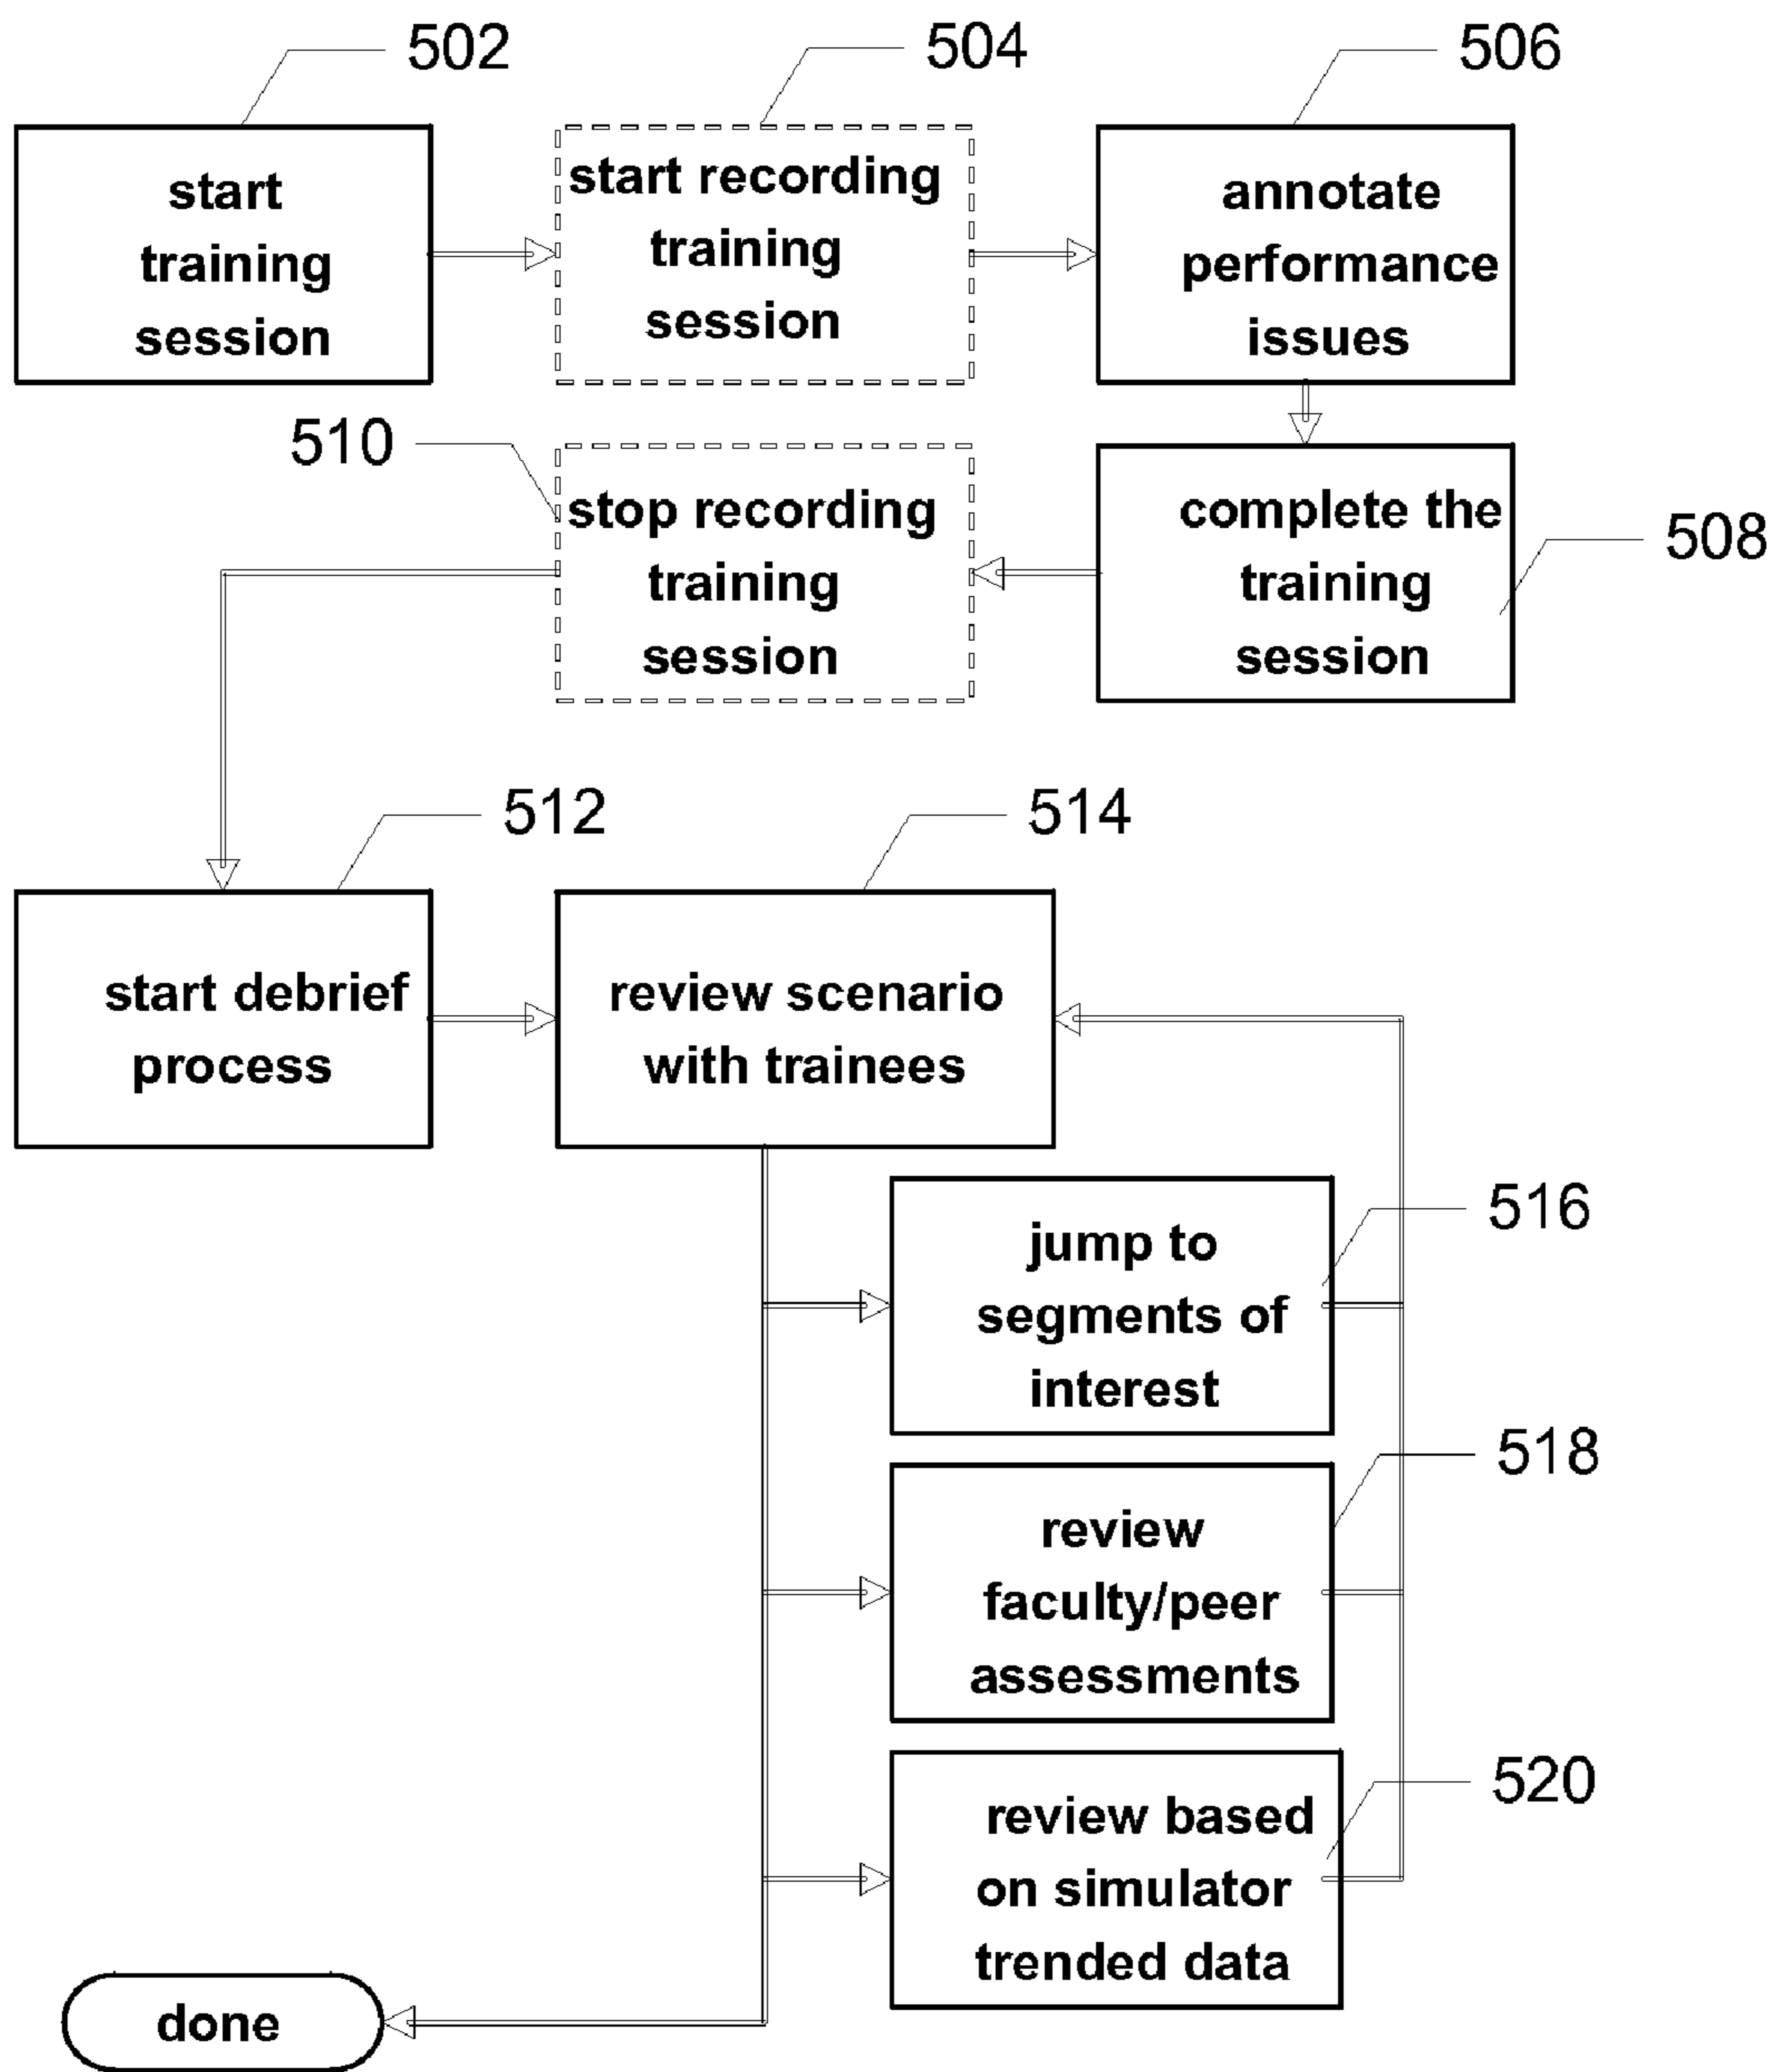 502
504
506
start
training
session
start recording
training
session
annotate
performance
issues
510
stop recording
training
session
complete the
training
session
508
512
514
start debrief
process
review scenario
with trainees
516
jump to
segments of
interest
518
review
faculty/peer
assessments
520
review based
on simulator
trended data
done